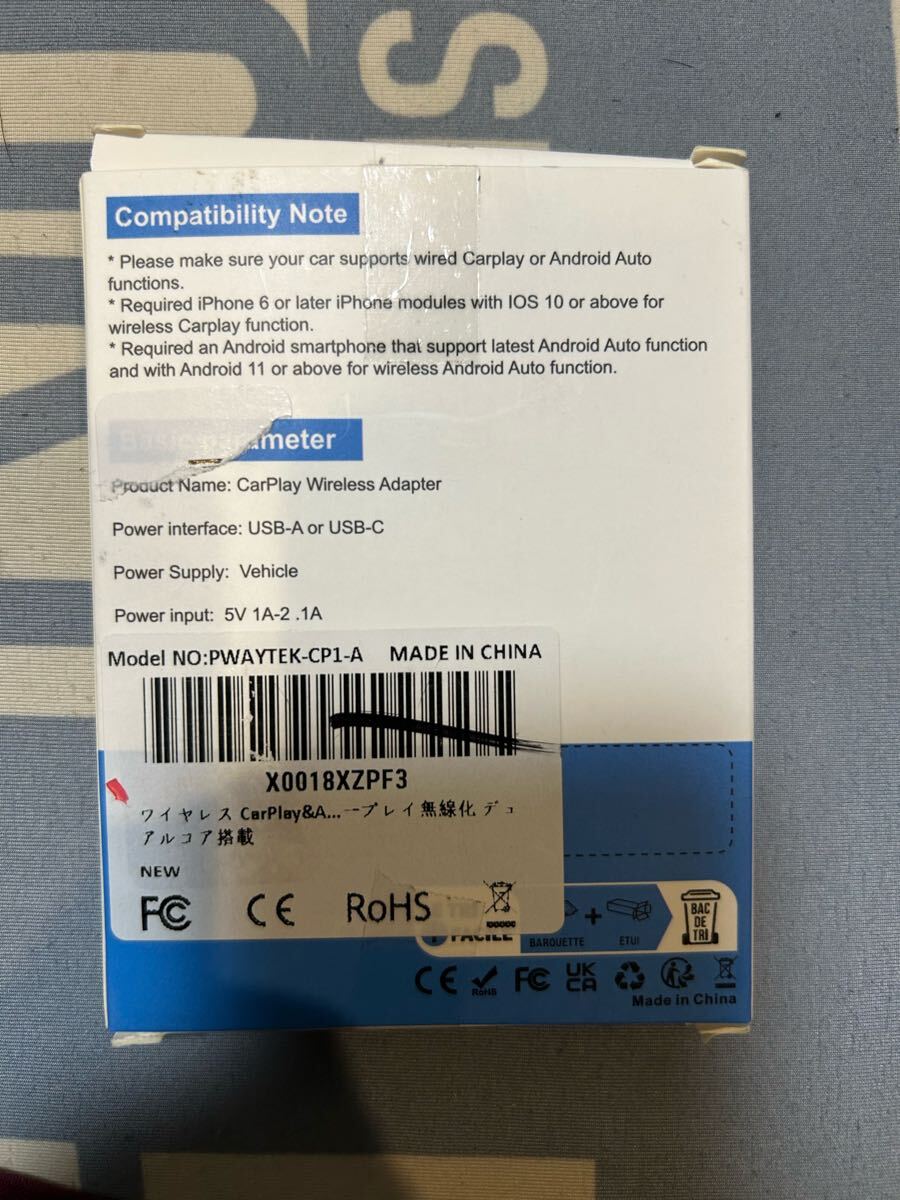 S
Compatibility Note
* Please make sure your car supports wired Carplay or Android Auto
functions.
* Required iPhone 6 or later iPhone modules with IOS 10 or above for
wireless Carplay function.
* Required an Android smartphone that support latest Android Auto function
and with Android 11 or above for wireless Android Auto function.
Basic parameter
Product Name: CarPlay Wireless Adapter
Power interface: USB-A or USB-C
Power Supply: Vehicle
Power input: 5V 1A-2 .1A
Model NO:PWAYTEK-CP1-A MADE IN CHINA
X0018XZPF3
ワイヤレス CarPlay&A...ープレイ無線化 デュ
アルコア搭載
NEW
FC CE RoHS
TRI
FACILE
BARQUETTE + ETUI
BAC
DE
TRI
CE RoHS FC UK
CA
Made in China